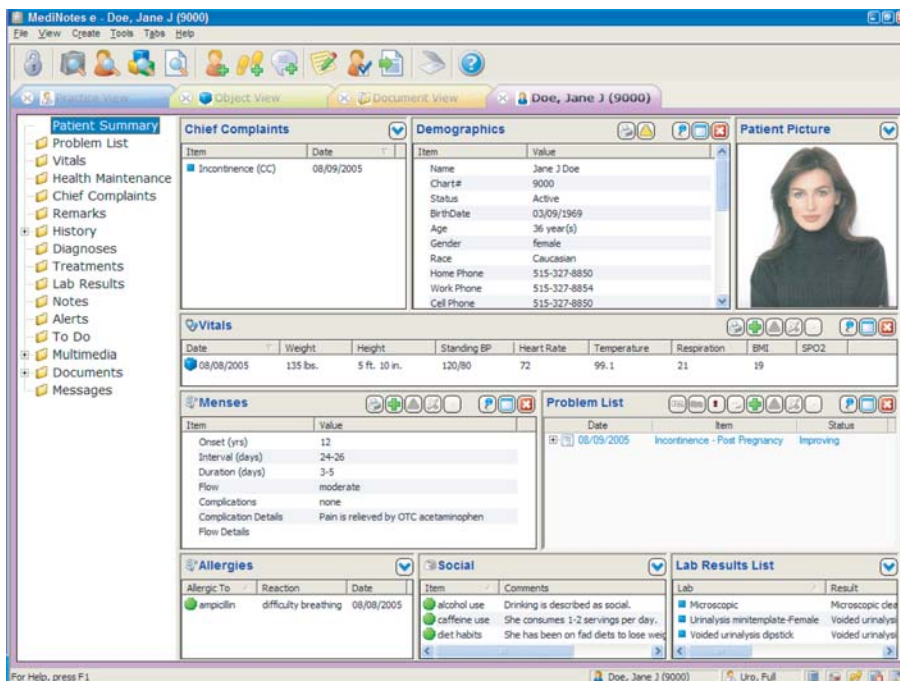 MediNotes e - Doe, Jane J (9000)
File View Create Tools Tabs Help
Practice View Object View Document View Doe, Jane J (9000)
Patient Summary
Problem List
Vitals
Health Maintenance
Chief Complaints
Remarks
History
Diagnoses
Treatments
Lab Results
Notes
Alerts
To Do
Multimedia
Documents
Messages
Chief Complaints
Item Date
Incontinence (CC) 08/09/2005
Demographics
Item Value
Name Jane J Doe
Chart# 9000
Status Active
BirthDate 03/09/1969
Age 36 year(s)
Gender female
Race Caucasian
Home Phone 515-327-8850
Work Phone 515-327-8854
Cell Phone 515-327-8850
Patient Picture
Vitals
Date Weight Height Standing BP Heart Rate Temperature Respiration BMI SPO2
08/08/2005 135 lbs. 5 ft. 10 in. 120/80 72 99.1 21 19
Menses
Item Value
Onset (yrs) 12
Interval (days) 24-26
Duration (days) 3-5
Flow moderate
Complications none
Complication Details Pain is relieved by OTC acetaminophen
Flow Details
Problem List
Date Item Status
08/09/2005 Incontinence - Post Pregnancy Improving
Allergies
Allergic To Reaction Date
ampicillin difficulty breathing 08/08/2005
Social
Item Comments
alcohol use Drinking is described as social.
caffeine use She consumes 1-2 servings per day.
diet habits She has been on fad diets to lose weig
Lab Results List
Lab Result
Microscopic Microscopic clea
Urinalysis minitemplate-Female Voided urinalysi
Voided urinalysis dipstick Voided urinalysi
For Help, press F1 Doe, Jane J (9000) Uro, Full